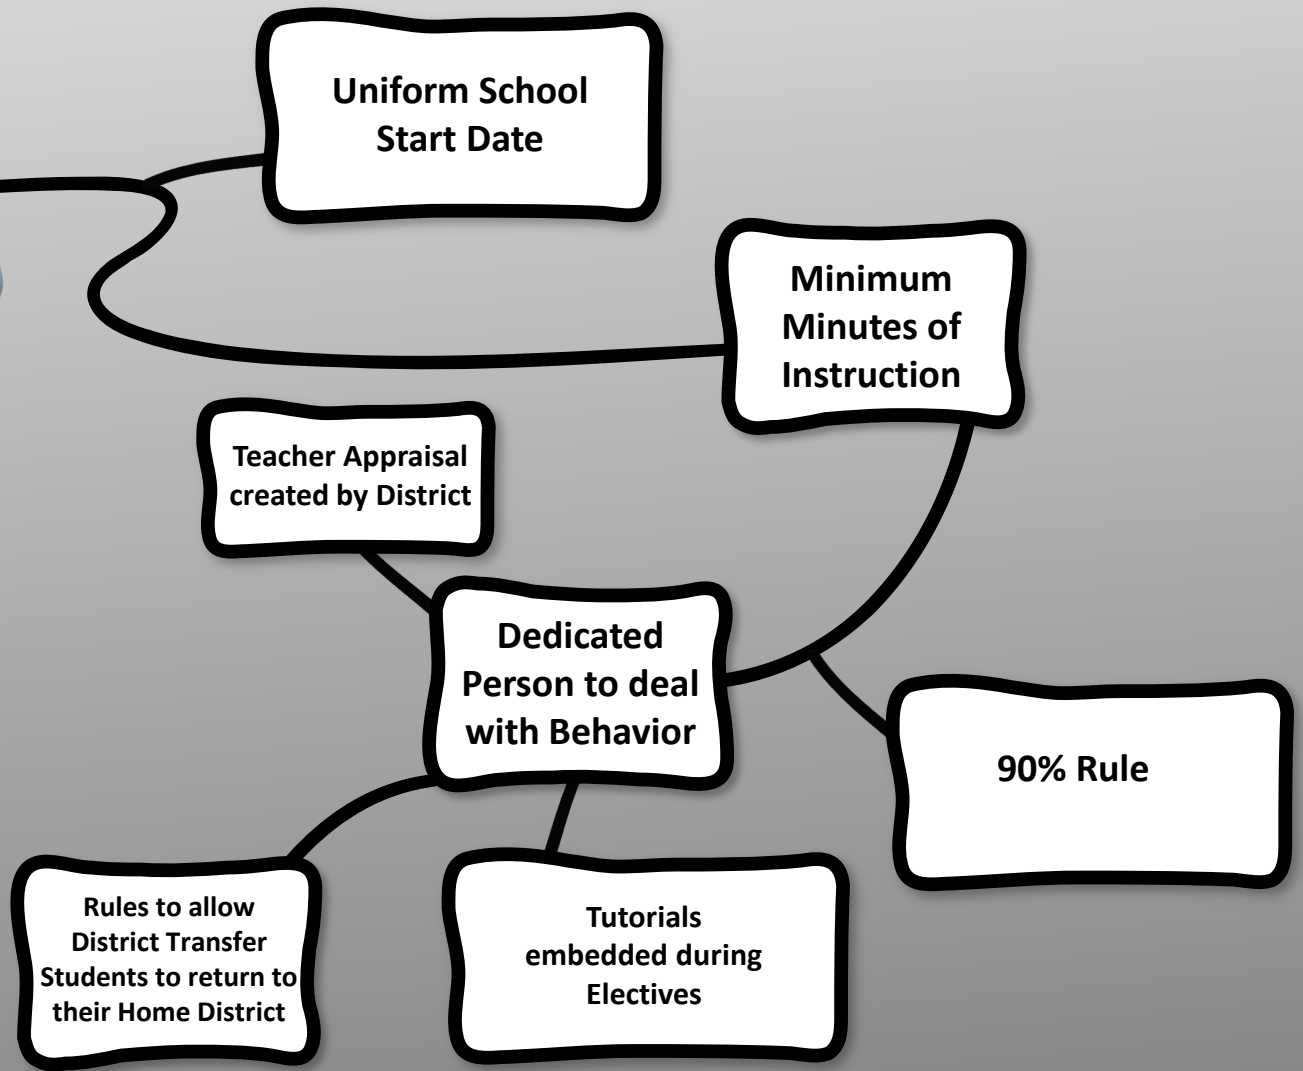 Uniform School
Start Date
Minimum
Minutes of
Instruction
Teacher Appraisal
created by District
Dedicated
Person to deal
with Behavior
90% Rule
Rules to allow
District Transfer
Students to return to
their Home District
Tutorials
embedded during
Electives